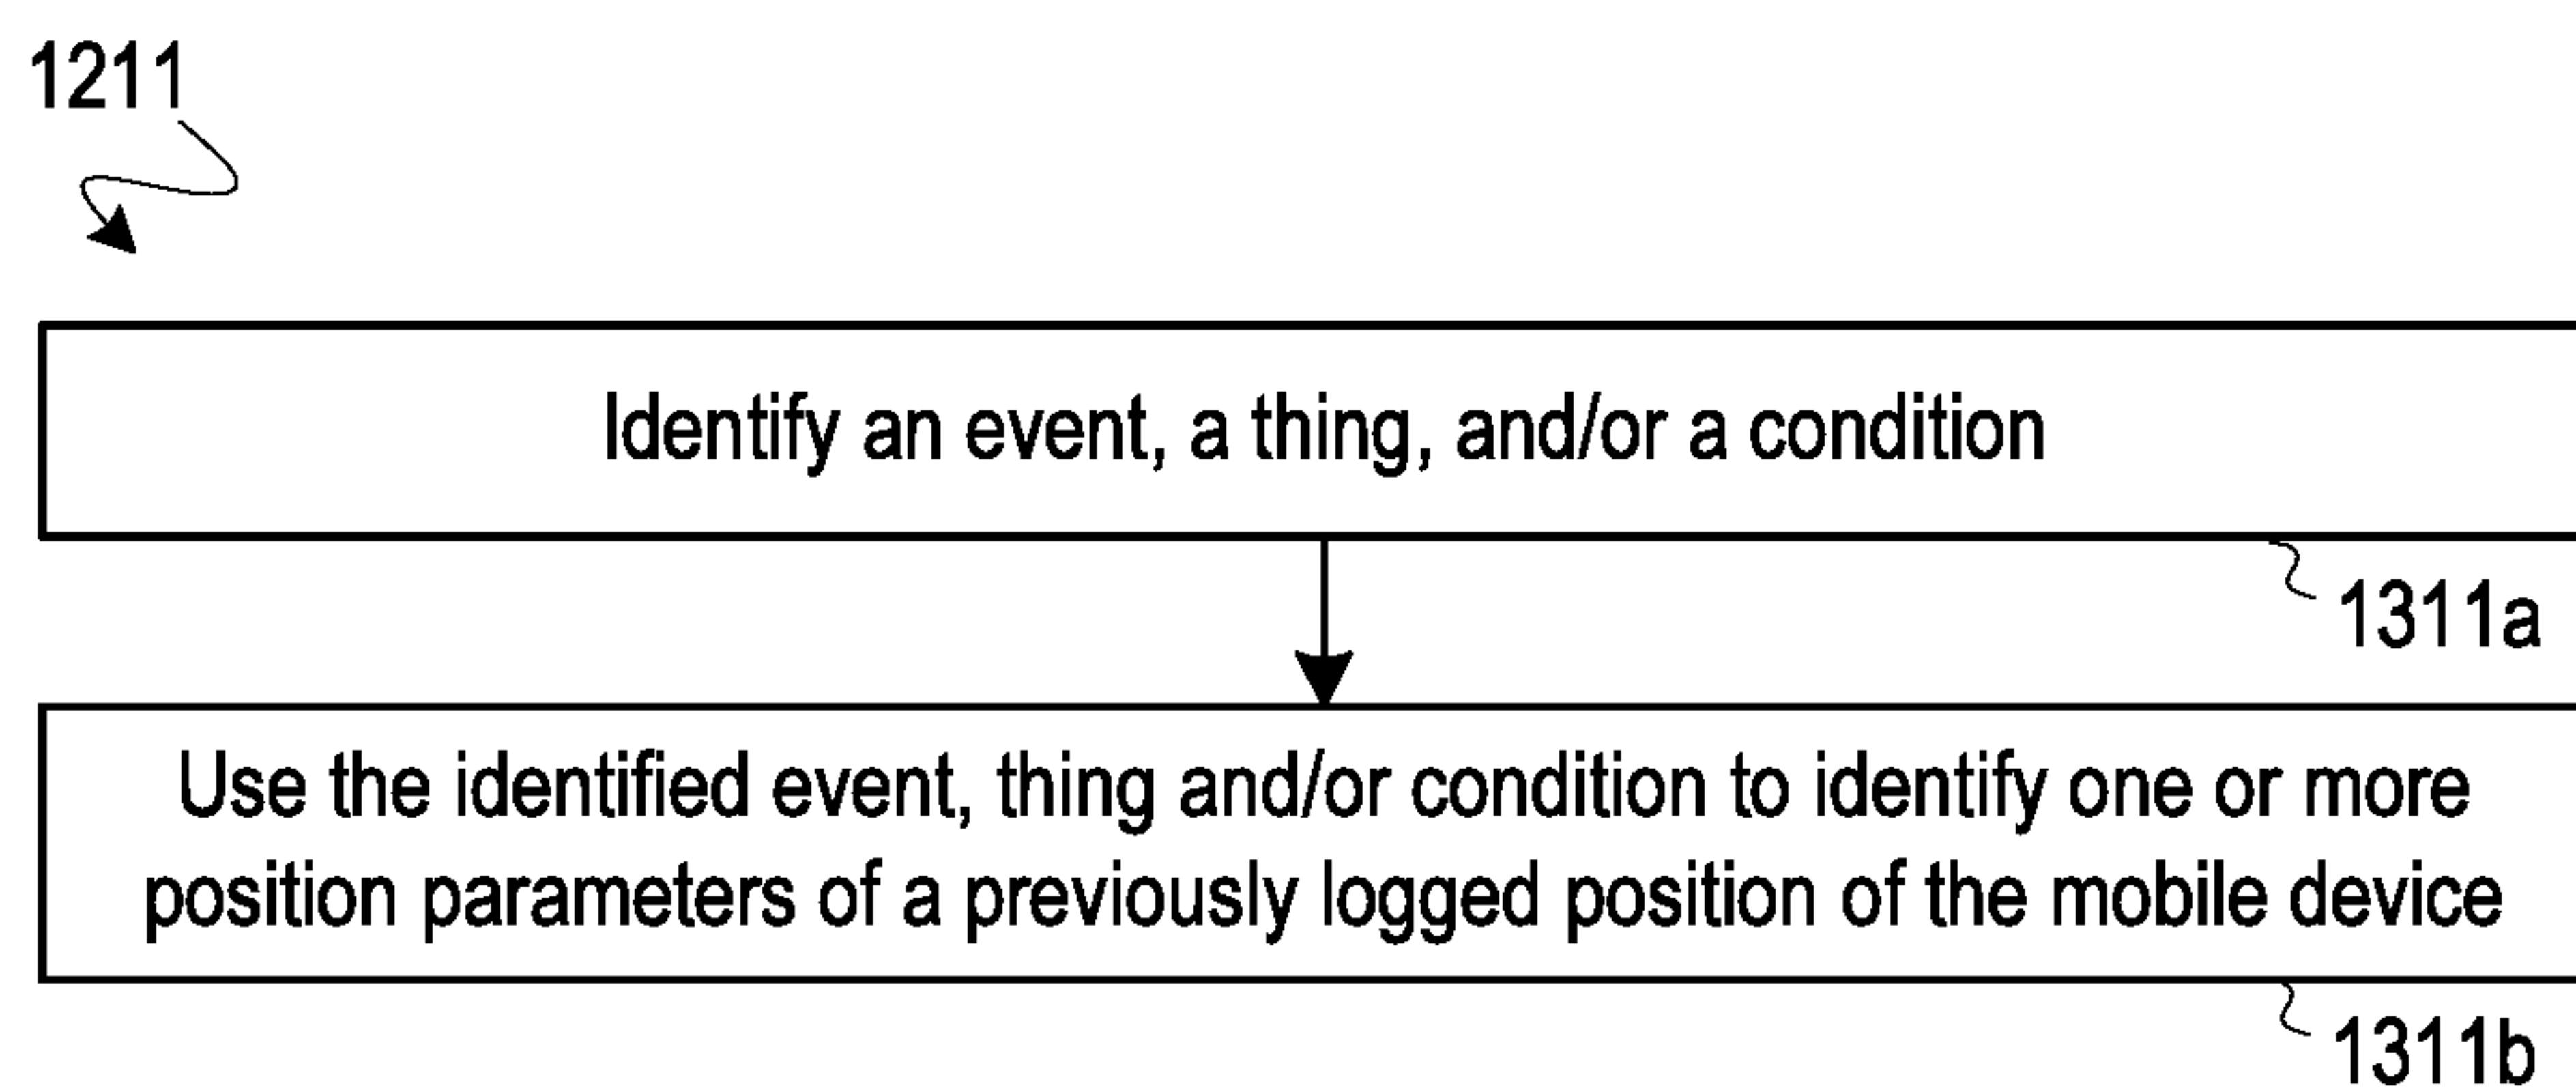 1211
Identify an event, a thing, and/or a condition
1311a
Use the identified event, thing and/or condition to identify one or more
position parameters of a previously logged position of the mobile device
1311b